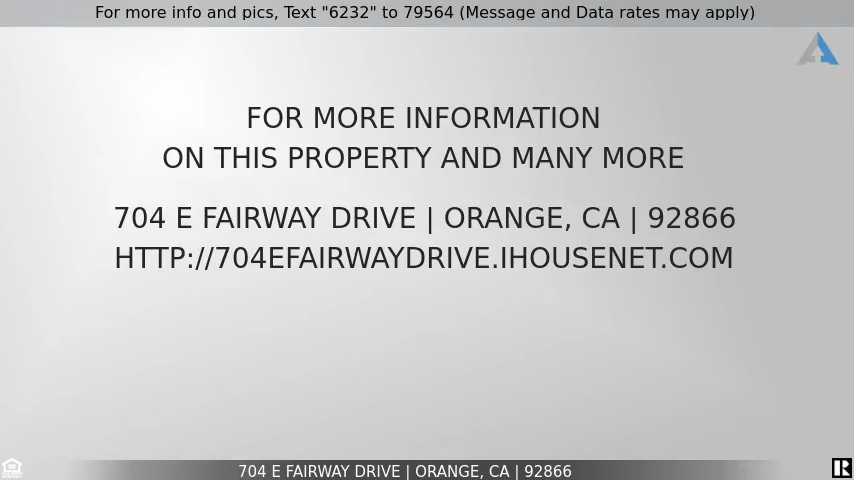 For more info and pics, Text "6232" to 79564 (Message and Data rates may apply)
FOR MORE INFORMATION
ON THIS PROPERTY AND MANY MORE
704 E FAIRWAY DRIVE | ORANGE, CA | 92866
HTTP://704EFAIRWAYDRIVE.IHOUSENET.COM
704 E FAIRWAY DRIVE | ORANGE, CA | 92866